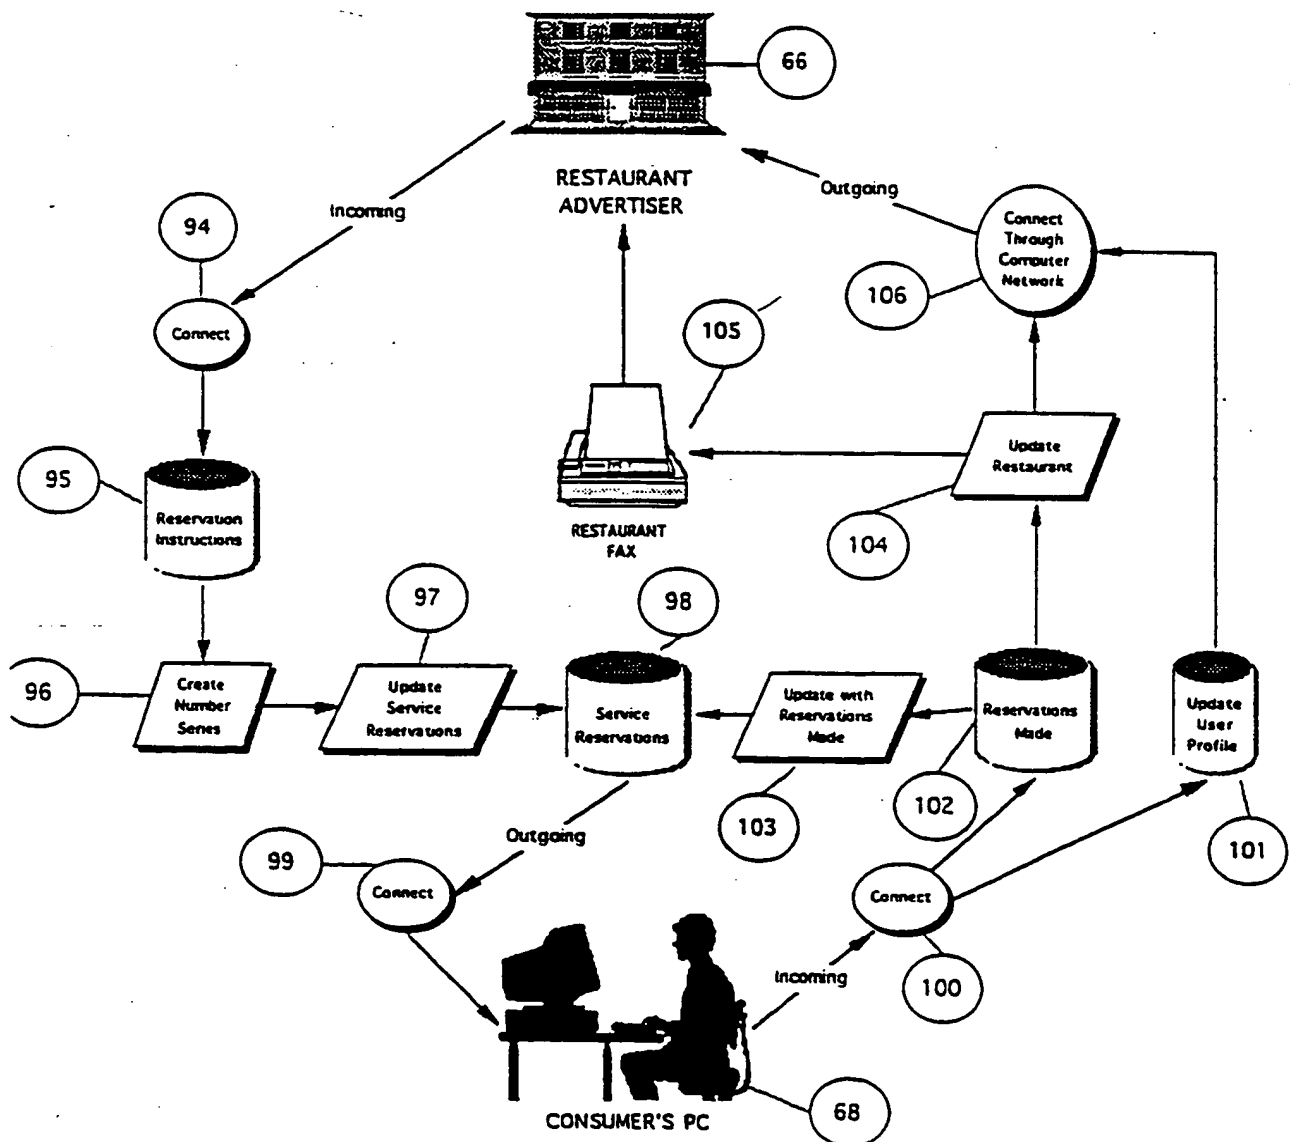 66
RESTAURANT
ADVERTISER
Incoming
Outgoing
94
Connect
Through
Computer
Network
106
105
Connect
Update
Restaurant
95
Reservation
Instructions
RESTAURANT
FAX
104
97
98
96
Create
Number
Series
Update
Service
Reservations
Service
Reservations
Update with
Reservations
Made
Reservations
Made
Update
User
Profile
102
103
101
Outgoing
99
Connect
Connect
Incoming
100
68
CONSUMER'S PC